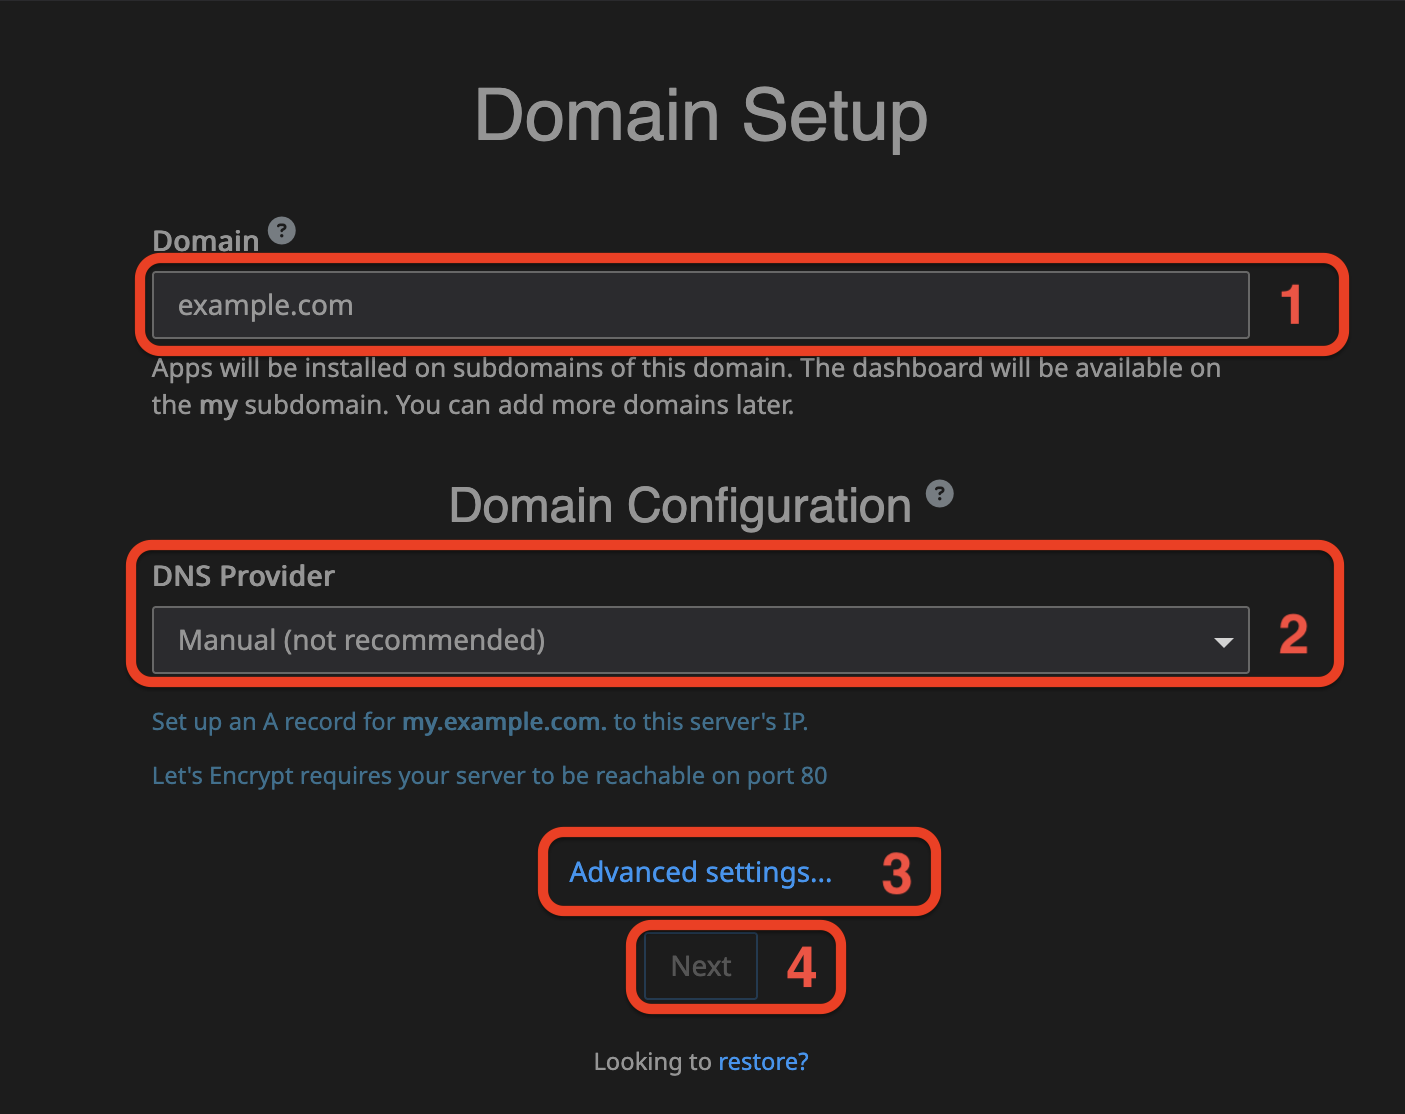 Domain Setup
Domain ?
example.com 1
Apps will be installed on subdomains of this domain. The dashboard will be available on
the my subdomain. You can add more domains later.
Domain Configuration ?
DNS Provider
Manual (not recommended) 2
Set up an A record for my.example.com. to this server's IP.
Let's Encrypt requires your server to be reachable on port 80
Advanced settings... 3
Next 4
Looking to restore?